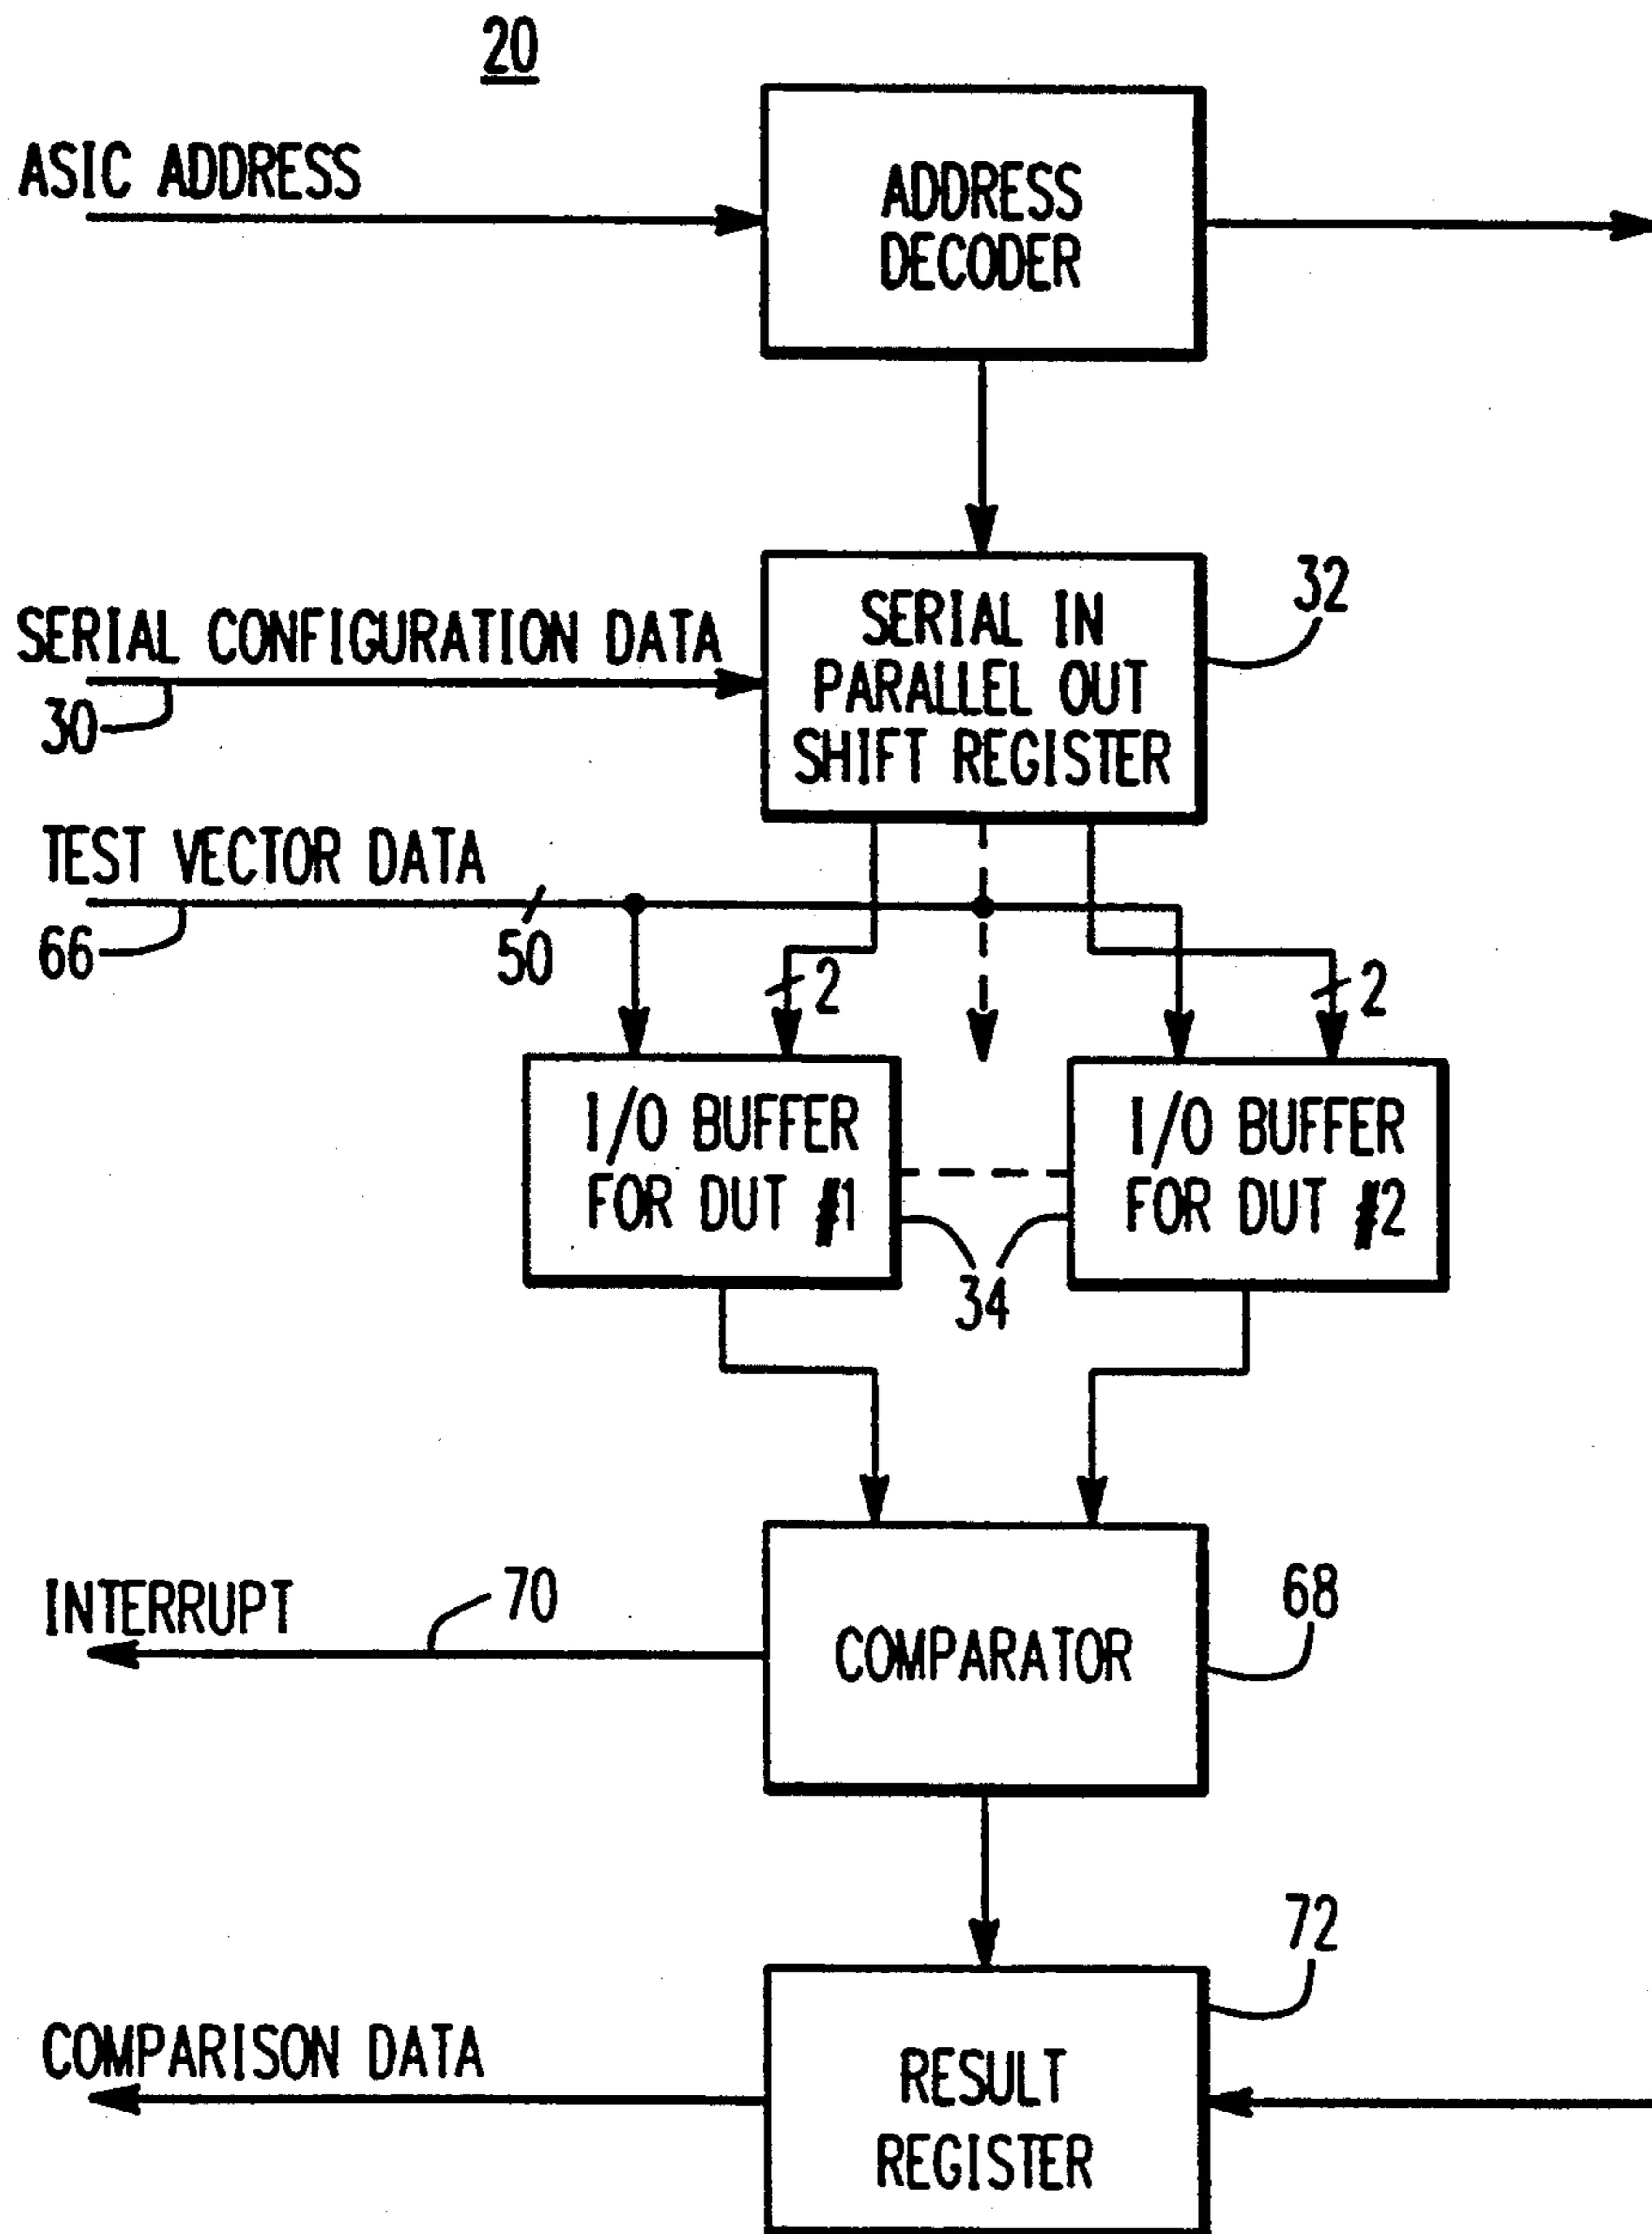 20
ASIC ADDRESS
ADDRESS
DECODER
SERIAL CONFIGURATION DATA
30
SERIAL IN
PARALLEL OUT
SHIFT REGISTER
32
TEST VECTOR DATA
66
50
2
2
I/O BUFFER
FOR DUT #1
I/O BUFFER
FOR DUT #2
34
INTERRUPT
70
COMPARATOR
68
72
COMPARISON DATA
RESULT
REGISTER